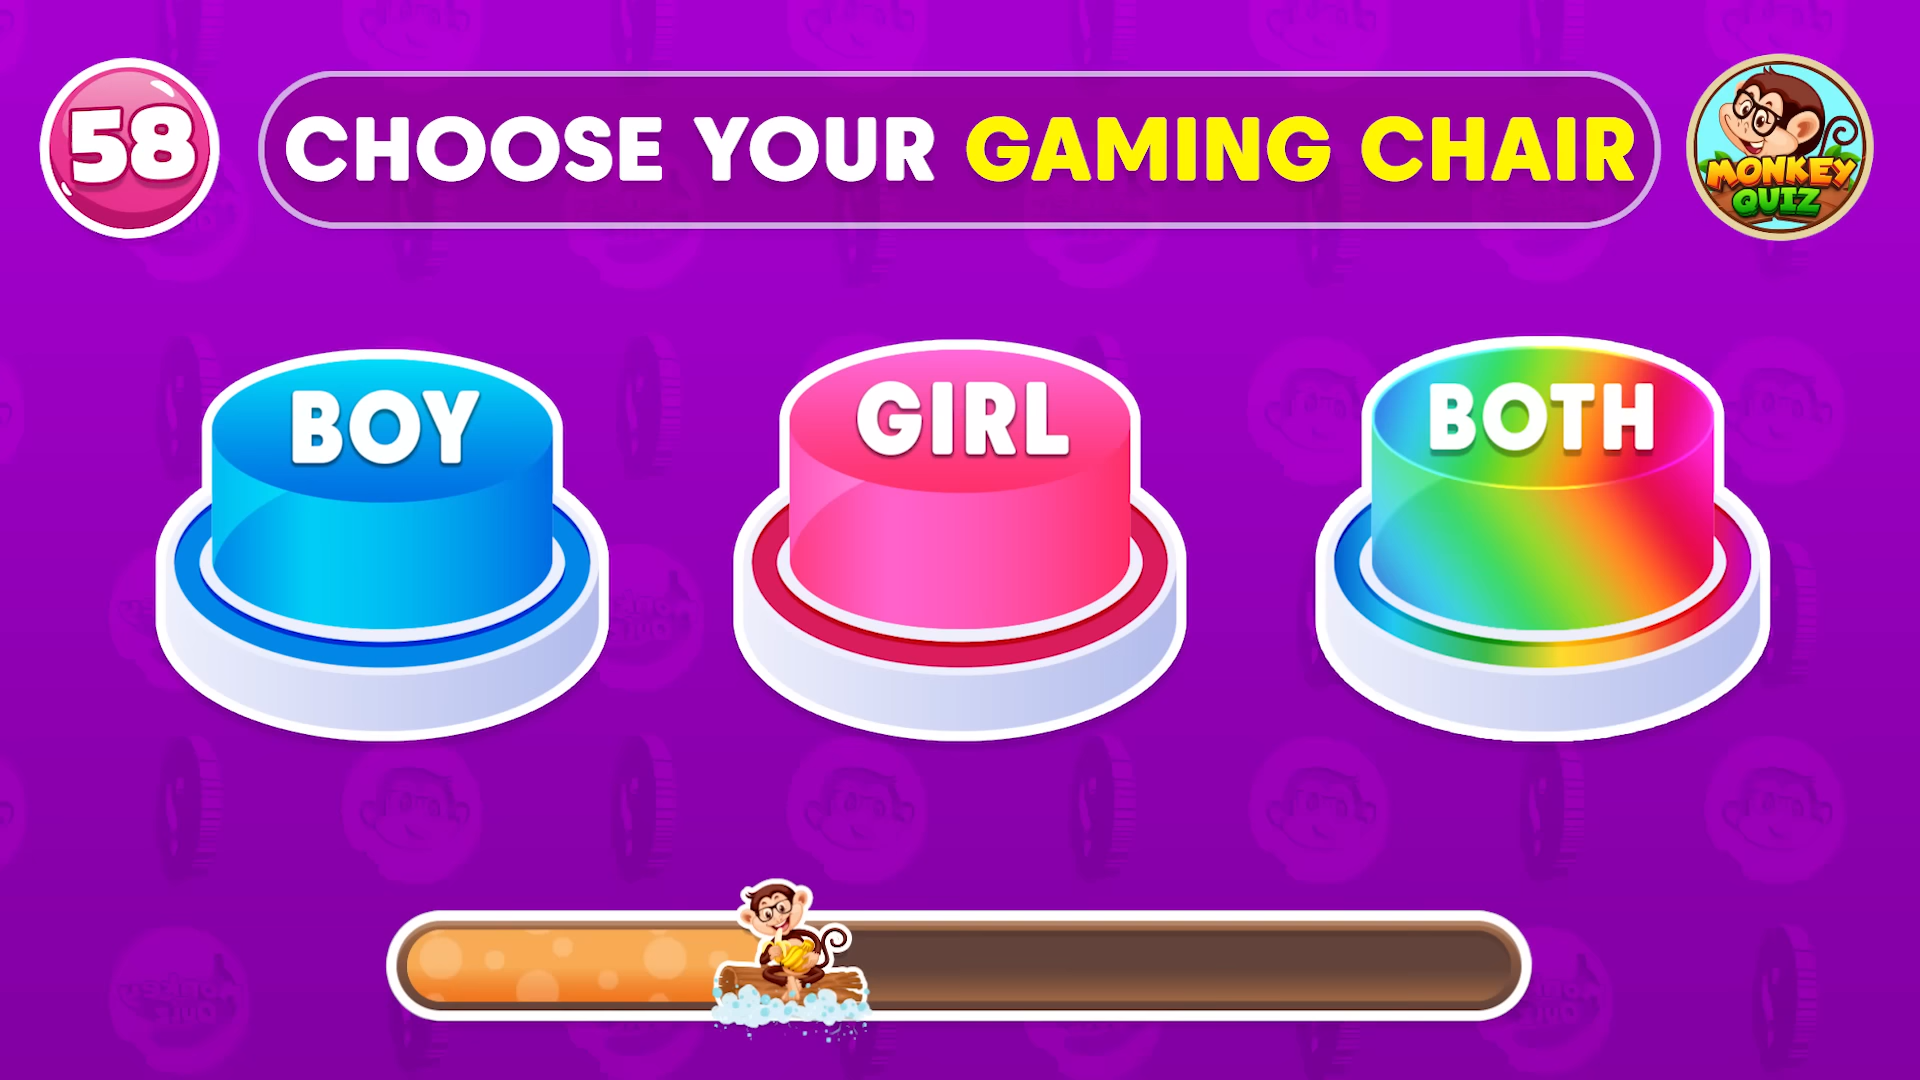 58
CHOOSE YOUR GAMING CHAIR
MONKEY
QUIZ
BOY
GIRL
BOTH